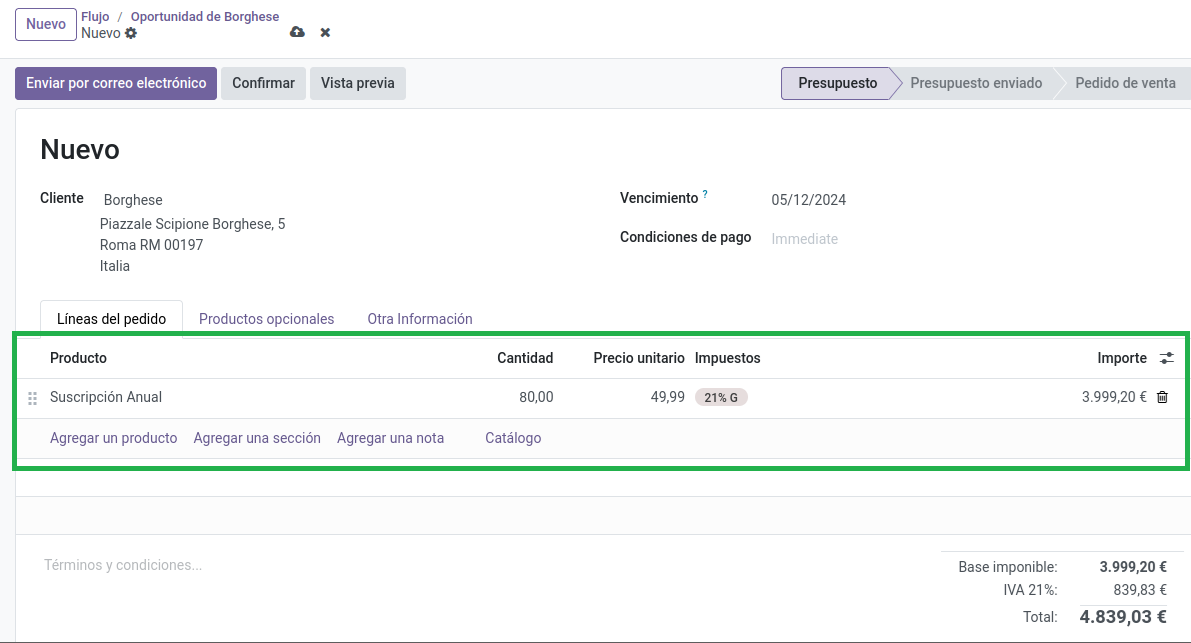 Nuevo
Flujo / Oportunidad de Borghese
Nuevo
Enviar por correo electrónico Confirmar Vista previa Presupuesto Presupuesto enviado Pedido de venta
Nuevo
Cliente Borghese Vencimiento ? 05/12/2024
Piazzale Scipione Borghese, 5
Roma RM 00197 Condiciones de pago Immediate
Italia
Líneas del pedido Productos opcionales Otra Información
Producto Cantidad Precio unitario Impuestos Importe
Suscripción Anual 80,00 49,99 21% G 3.999,20 €
Agregar un producto Agregar una sección Agregar una nota Catálogo
Términos y condiciones...
Base imponible: 3.999,20 €
IVA 21%: 839,83 €
Total: 4.839,03 €